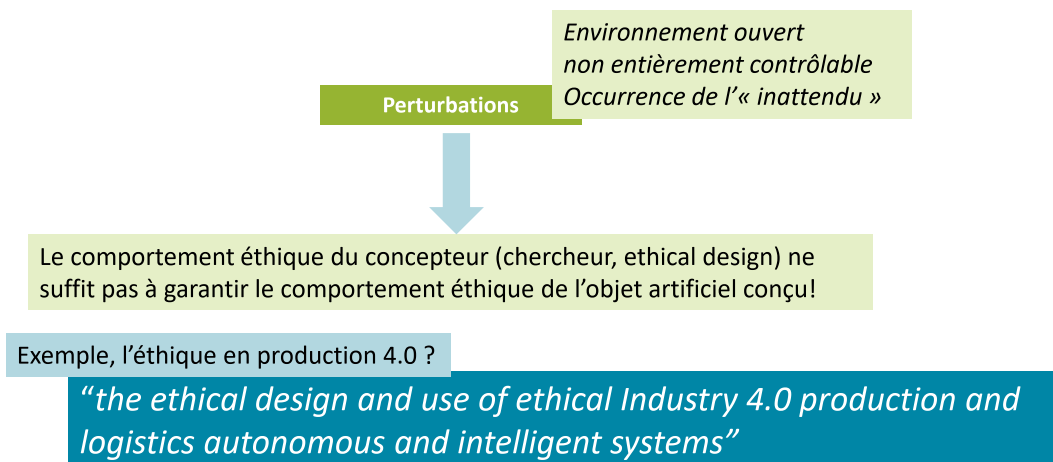 Environnement ouvert
non entièrement contrôlable
Occurrence de l’« inattendu »
Perturbations
Le comportement éthique du concepteur (chercheur, ethical design) ne
suffit pas à garantir le comportement éthique de l’objet artificiel conçu!
Exemple, l’éthique en production 4.0 ?
“the ethical design and use of ethical Industry 4.0 production and
logistics autonomous and intelligent systems”